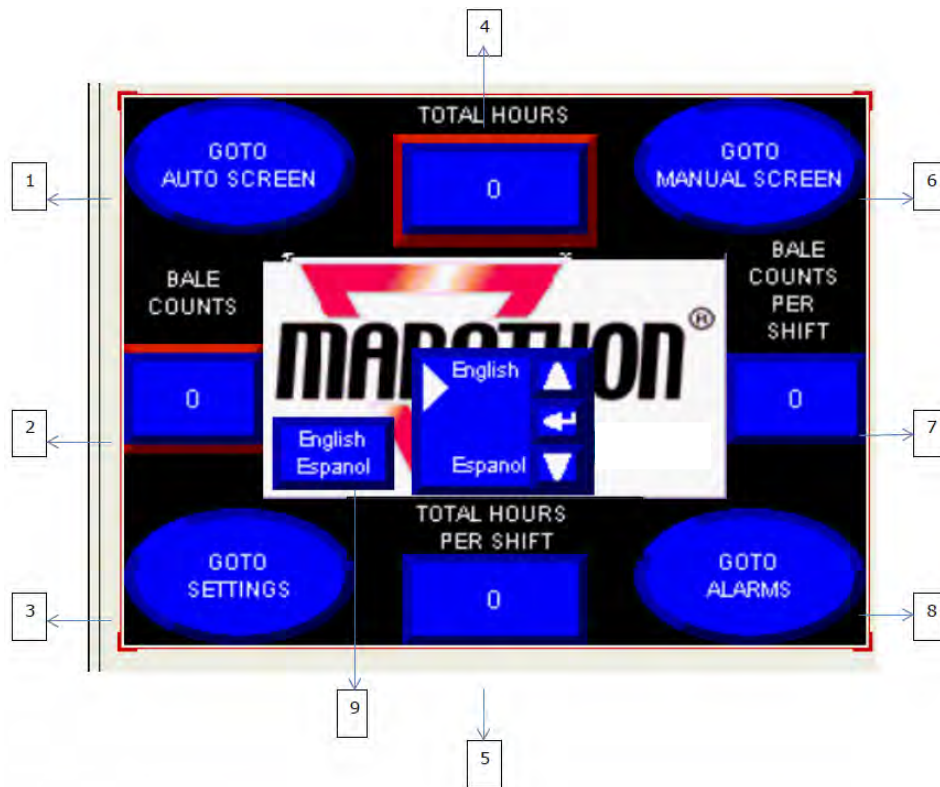 4
TOTAL HOURS
GOTO
AUTO SCREEN
0
GOTO
MANUAL SCREEN
1
6
BALE
COUNTS
BALE
COUNTS
PER
SHIFT
MARATHON®
English
0
0
2
7
English
Espanol
Espanol
TOTAL HOURS
PER SHIFT
GOTO
SETTINGS
0
GOTO
ALARMS
3
8
9
5